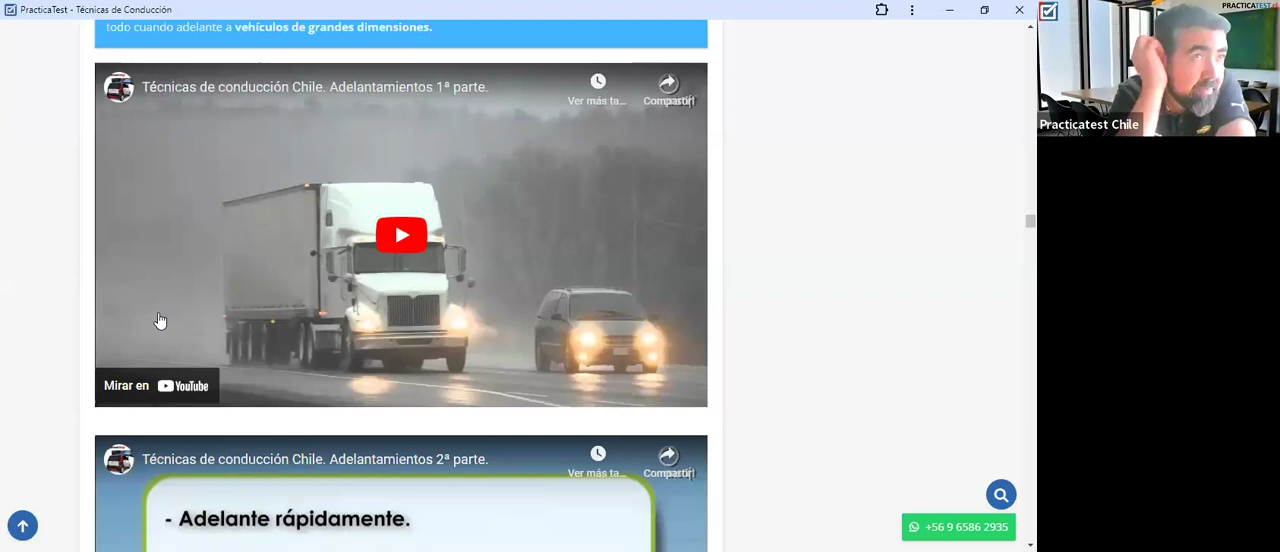 PracticaTest - Técnicas de Conducción
PRACTICATEST.cl
todo cuando adelante a vehículos de grandes dimensiones.
Técnicas de conducción Chile. Adelantamientos 1ª parte.
Ver más ta...
Compartir
Practicatest Chile
Mirar en YouTube
Técnicas de conducción Chile. Adelantamientos 2ª parte.
Ver más ta...
Compartir
- Adelante rápidamente.
+56 9 6586 2935